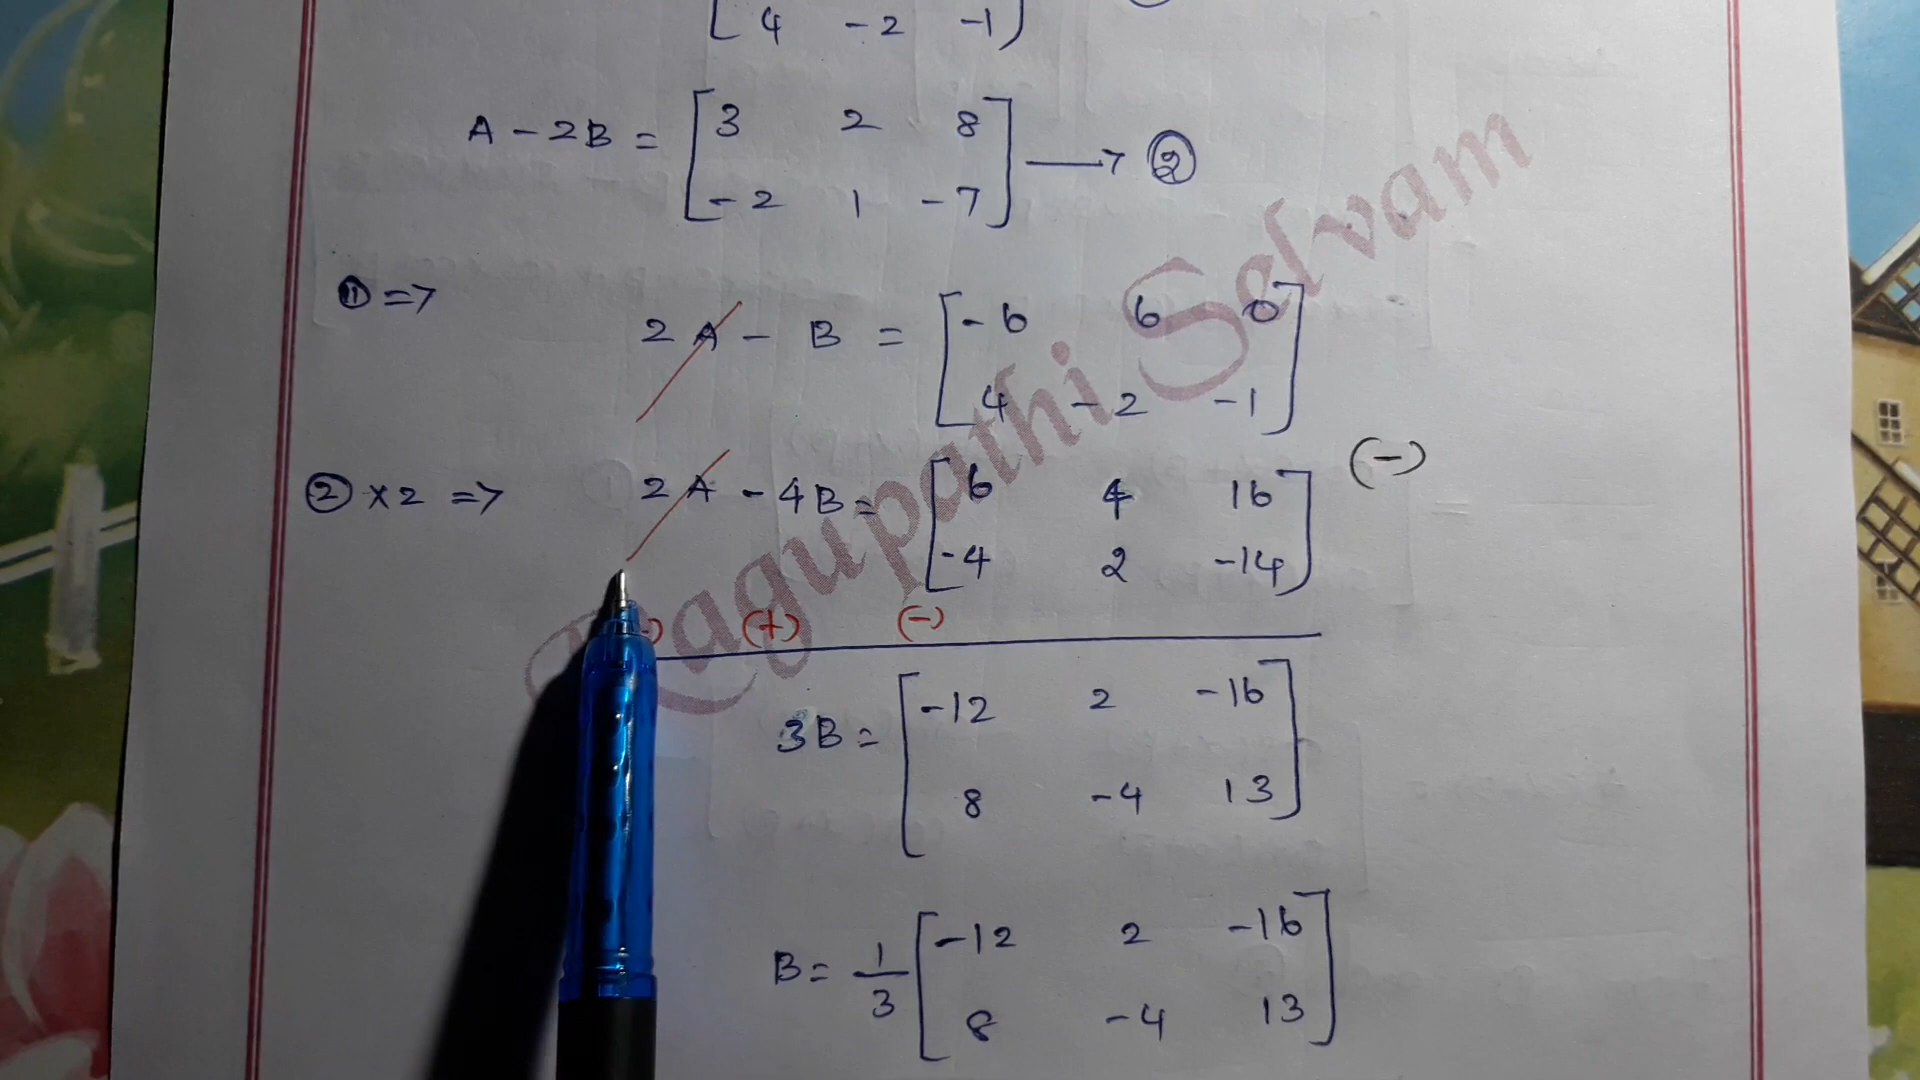 4 -2 -1
A - 2B = [3 2 8
-2 1 -7] → ②
① => 2A - B = [-6 6 0
4 -2 -1]
② x 2 => 2A - 4B = [6 4 16
-4 2 -14] (-)
(+) (-)
3B = [-12 2 -16
8 -4 13]
B = 1/3 [-12 2 -16
8 -4 13]
Ragupathi Selvam